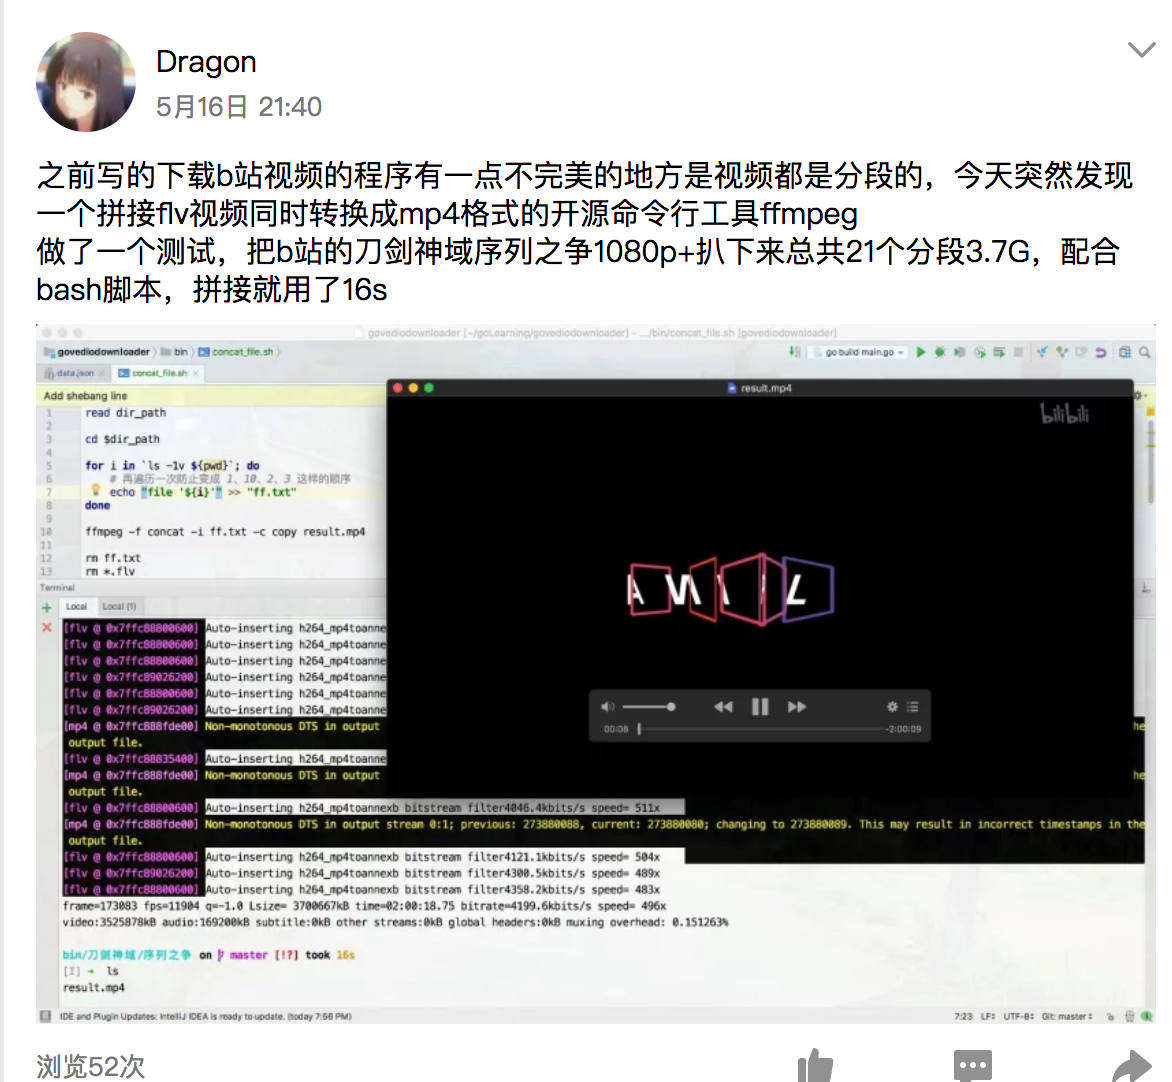 Dragon
5月16日 21:40
之前写的下载b站视频的程序有一点不完美的地方是视频都是分段的，今天突然发现
一个拼接flv视频同时转换成mp4格式的开源命令行工具ffmpeg
做了一个测试，把b站的刀剑神域序列之争1080p+扒下来总共21个分段3.7G，配合
bash脚本，拼接就用了16s
govediodownloader [~/goLearning/govediodownloader] - .../bin/concat_file.sh [govediodownloader]
govediodownloader bin concat_file.sh
go build main.go
data.json concat_file.sh
Add shebang line
result.mp4
bilibili
1 read dir_path
2
3 cd $dir_path
4
5 for i in `ls -1v ${pwd}`; do
6 # 再遍历一次防止变成 1、10、2、3 这样的顺序
7 echo "file '${i}'" >> "ff.txt"
8 done
9
10 ffmpeg -f concat -i ff.txt -c copy result.mp4
11
12 rm ff.txt
13 rm *.flv
Terminal
Local Local (1)
00:08 -2:00:09
[flv @ 0x7ffc88800600] Auto-inserting h264_mp4toanne
[flv @ 0x7ffc88800600] Auto-inserting h264_mp4toanne
[flv @ 0x7ffc88800600] Auto-inserting h264_mp4toanne
[flv @ 0x7ffc89026200] Auto-inserting h264_mp4toanne
[flv @ 0x7ffc88800600] Auto-inserting h264_mp4toanne
[flv @ 0x7ffc89026200] Auto-inserting h264_mp4toanne
[mp4 @ 0x7ffc888fde00] Non-monotonous DTS in output he
output file.
[flv @ 0x7ffc88835400] Auto-inserting h264_mp4toanne
[mp4 @ 0x7ffc888fde00] Non-monotonous DTS in output he
output file.
[flv @ 0x7ffc88800600] Auto-inserting h264_mp4toannexb bitstream filter4046.4kbits/s speed= 511x
[mp4 @ 0x7ffc888fde00] Non-monotonous DTS in output stream 0:1; previous: 273880088, current: 273880080; changing to 273880089. This may result in incorrect timestamps in the
output file.
[flv @ 0x7ffc88800600] Auto-inserting h264_mp4toannexb bitstream filter4121.1kbits/s speed= 504x
[flv @ 0x7ffc89026200] Auto-inserting h264_mp4toannexb bitstream filter4300.5kbits/s speed= 489x
[flv @ 0x7ffc88800600] Auto-inserting h264_mp4toannexb bitstream filter4358.2kbits/s speed= 483x
frame=173083 fps=11904 q=-1.0 Lsize= 3700667kB time=02:00:18.75 bitrate=4199.6kbits/s speed= 496x
video:3525878kB audio:169200kB subtitle:0kB other streams:0kB global headers:0kB muxing overhead: 0.151263%
bin/刀剑神域/序列之争 on master [!?] took 16s
[I] → ls
result.mp4
IDE and Plugin Updates: IntelliJ IDEA is ready to update. (today 7:56 PM) 7:23 LF UTF-8 Git: master
浏览52次